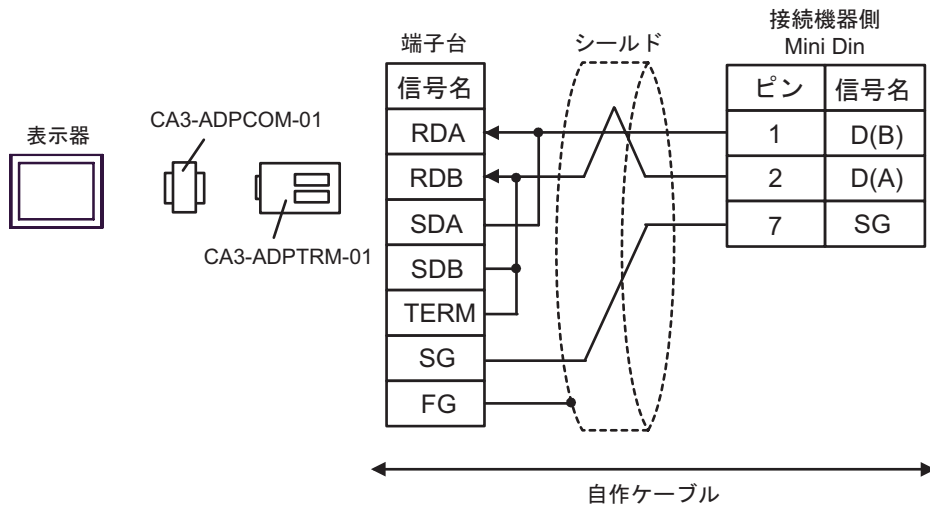 表示器
CA3-ADPCOM-01
CA3-ADPTRM-01
端子台
信号名
RDA
RDB
SDA
SDB
TERM
SG
FG
シールド
接続機器側
Mini Din
ピン 信号名
1 D(B)
2 D(A)
7 SG
自作ケーブル